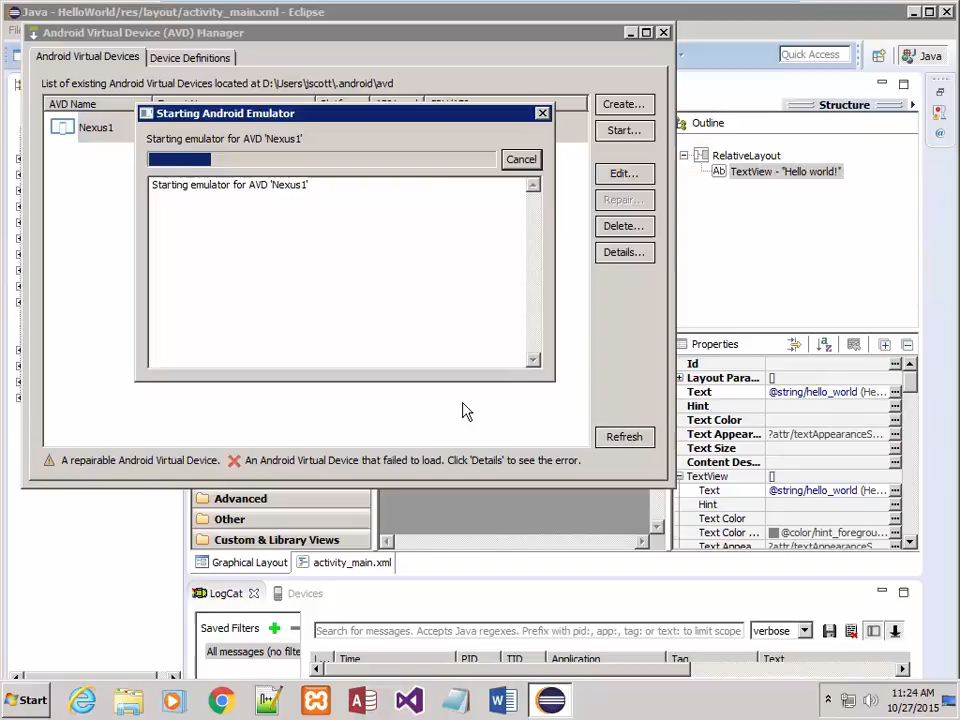 Java - HelloWorld/res/layout/activity_main.xml - Eclipse
Android Virtual Device (AVD) Manager
Android Virtual Devices
Device Definitions
List of existing Android Virtual Devices located at D:\Users\jscott\.android\avd
AVD Name
Nexus1
Starting Android Emulator
Starting emulator for AVD 'Nexus1'
Cancel
Starting emulator for AVD 'Nexus1'
Create...
Start...
Edit...
Repair...
Delete...
Details...
Refresh
A repairable Android Virtual Device.
An Android Virtual Device that failed to load. Click 'Details' to see the error.
Quick Access
Java
Structure
Outline
RelativeLayout
Ab TextView - "Hello world!"
Properties
Id
Layout Para... []
Text @string/hello_world (He...
Hint
Text Color
Text Appear... ?attr/textAppearanceS...
Text Size
Content Des...
TextView []
Text @string/hello_world (He...
Hint
Text Color
Text Color ... @color/hint_foregrou...
Text Appea... ?attr/textAppearanceS...
Advanced
Other
Custom & Library Views
Graphical Layout
activity_main.xml
LogCat
Devices
Saved Filters
All messages (no filte
Search for messages. Accepts Java regexes. Prefix with pid:, app:, tag: or text: to limit scope
verbose
L... Time PID TID Application Tag Text
Start
11:24 AM
10/27/2015